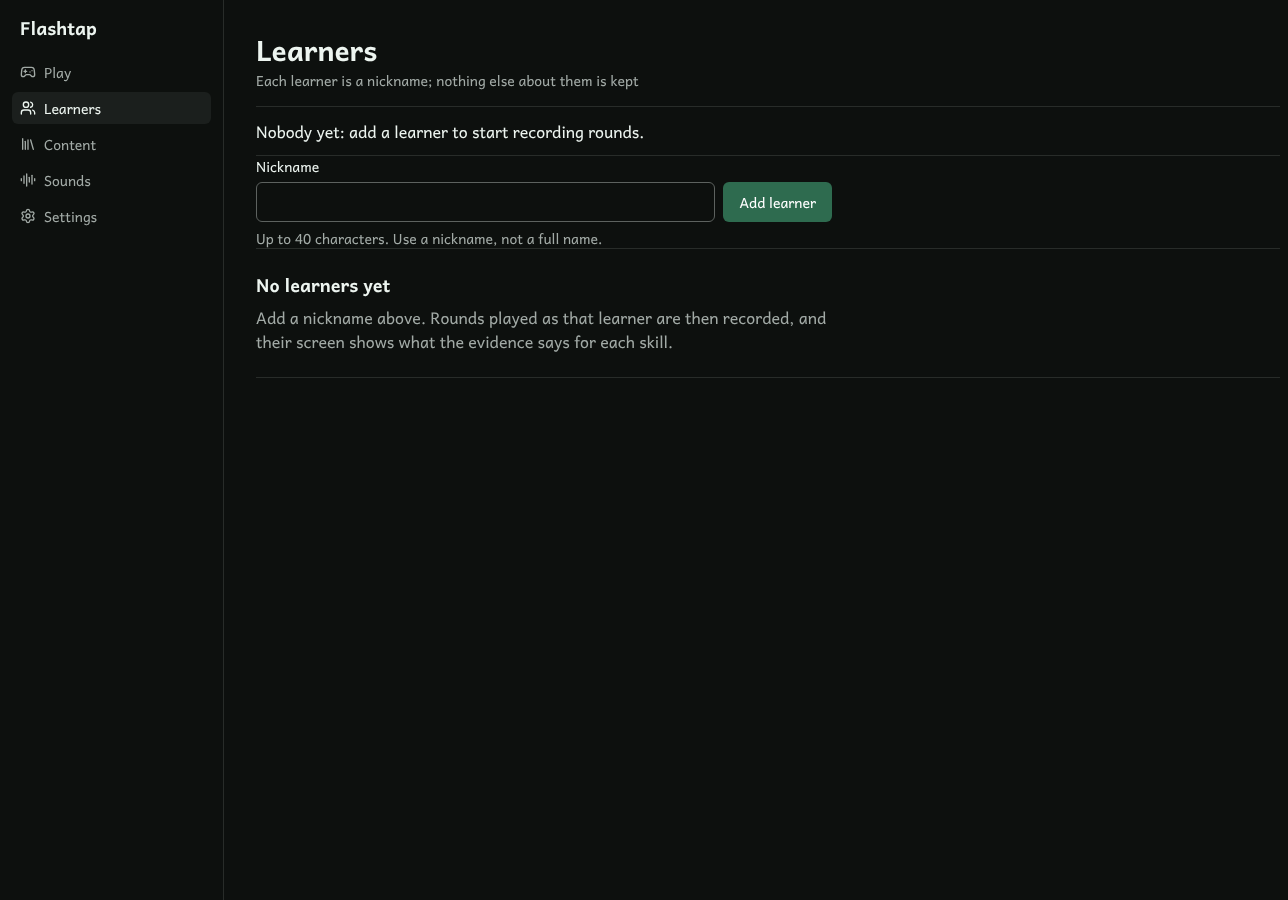 Flashtap
Play
Learners
Content
Sounds
Settings
Learners
Each learner is a nickname; nothing else about them is kept
Nobody yet: add a learner to start recording rounds.
Nickname
Add learner
Up to 40 characters. Use a nickname, not a full name.
No learners yet
Add a nickname above. Rounds played as that learner are then recorded, and
their screen shows what the evidence says for each skill.